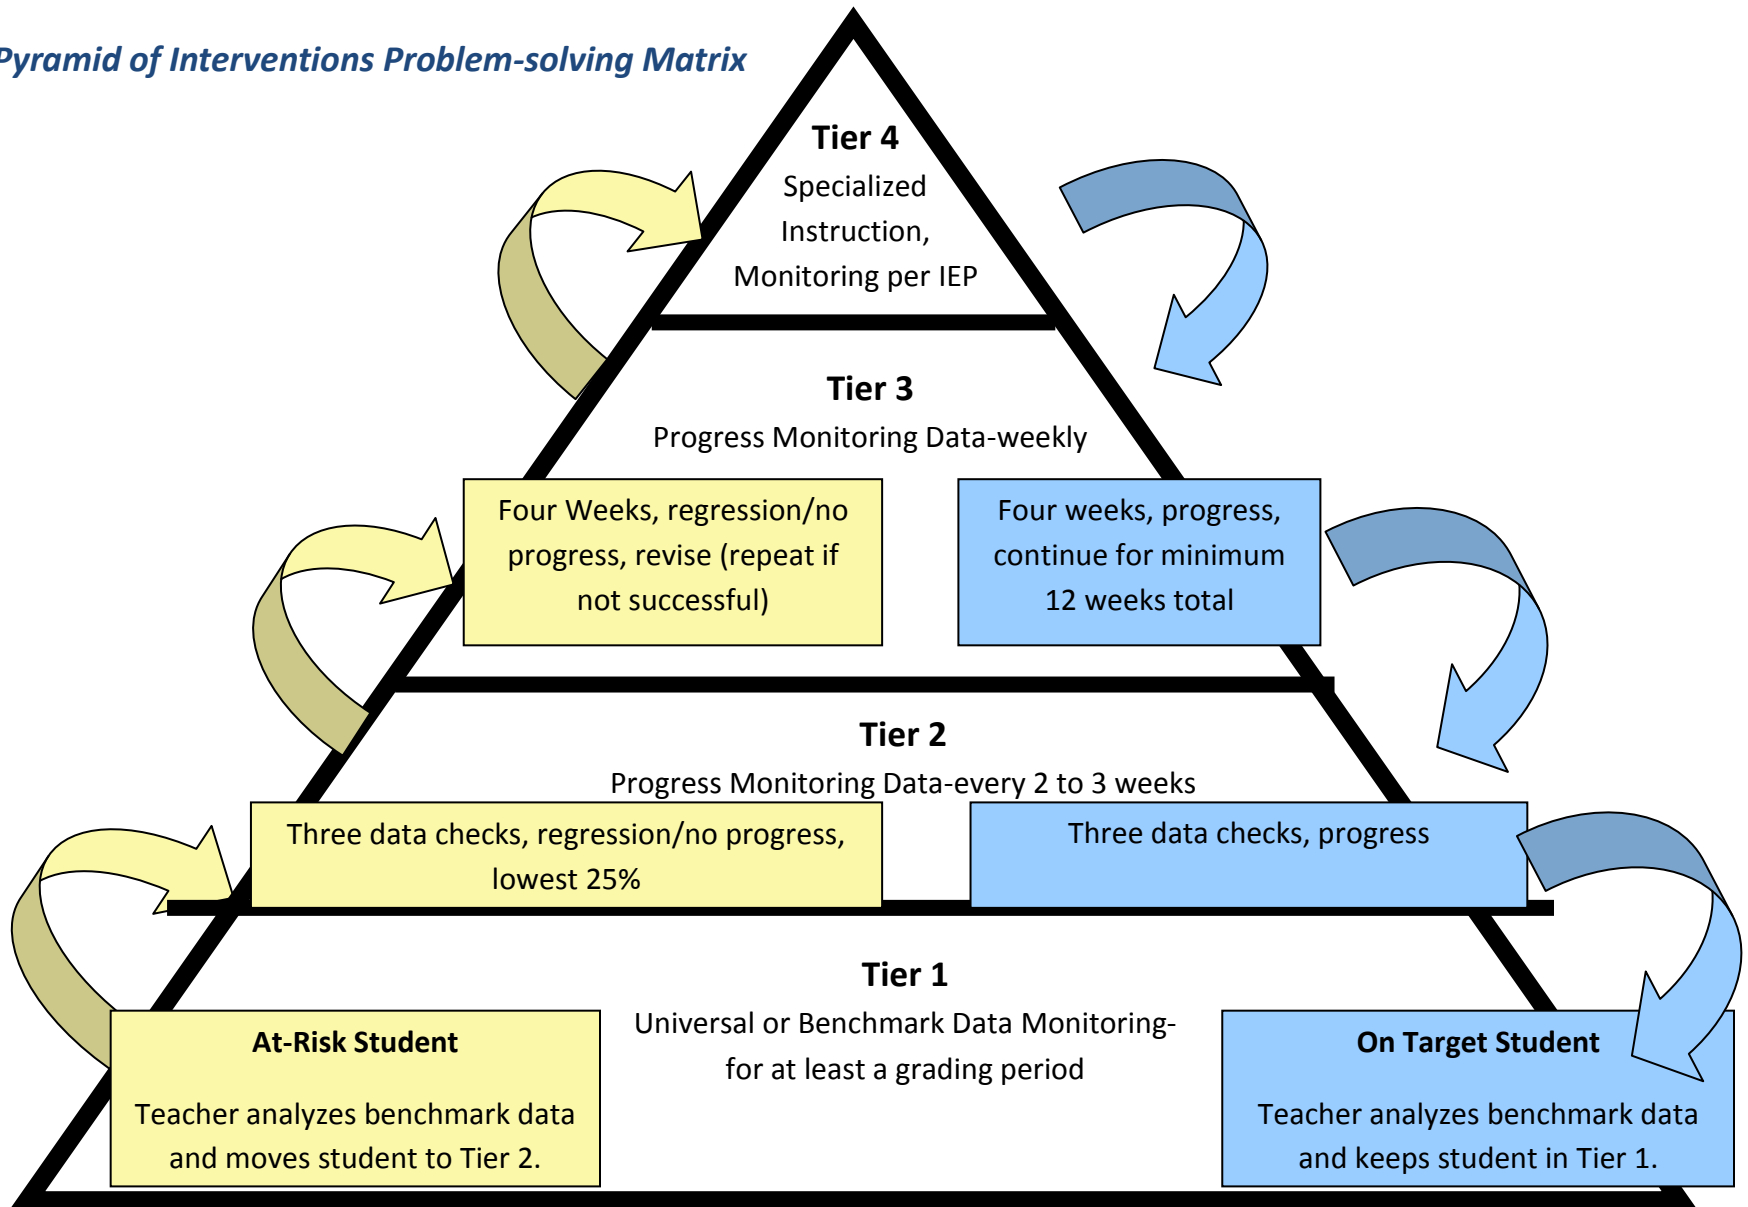 Pyramid of Interventions Problem-solving Matrix
Tier 4
Specialized
Instruction,
Monitoring per IEP
Tier 3
Progress Monitoring Data-weekly
Four Weeks, regression/no
progress, revise (repeat if
not successful)
Four weeks, progress,
continue for minimum
12 weeks total
Tier 2
Progress Monitoring Data-every 2 to 3 weeks
Three data checks, regression/no progress,
lowest 25%
Three data checks, progress
Tier 1
Universal or Benchmark Data Monitoring-
for at least a grading period
At-Risk Student
Teacher analyzes benchmark data
and moves student to Tier 2.
On Target Student
Teacher analyzes benchmark data
and keeps student in Tier 1.